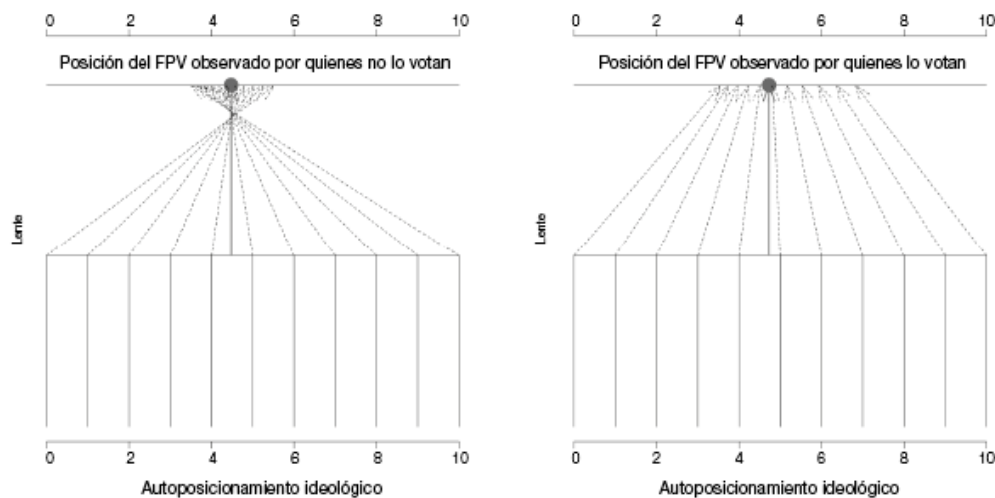 0 2 4 6 8 10
Posición del FPV observado por quienes no lo votan
Lente
0 2 4 6 8 10
Autoposicionamiento ideológico
0 2 4 6 8 10
Posición del FPV observado por quienes lo votan
Lente
0 2 4 6 8 10
Autoposicionamiento ideológico